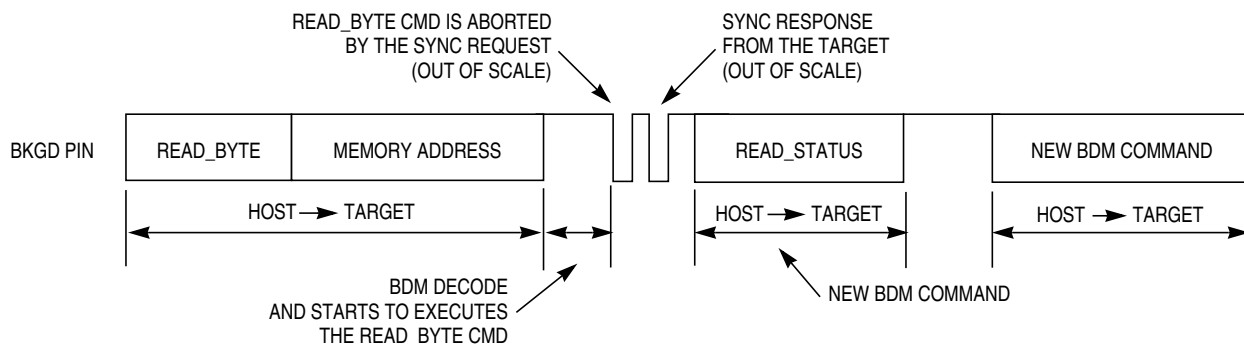 READ_BYTE CMD IS ABORTED
BY THE SYNC REQUEST
(OUT OF SCALE)
SYNC RESPONSE
FROM THE TARGET
(OUT OF SCALE)
BKGD PIN
READ_BYTE
MEMORY ADDRESS
READ_STATUS
NEW BDM COMMAND
HOST TARGET
HOST TARGET
HOST TARGET
BDM DECODE
AND STARTS TO EXECUTES
THE READ_BYTE CMD
NEW BDM COMMAND